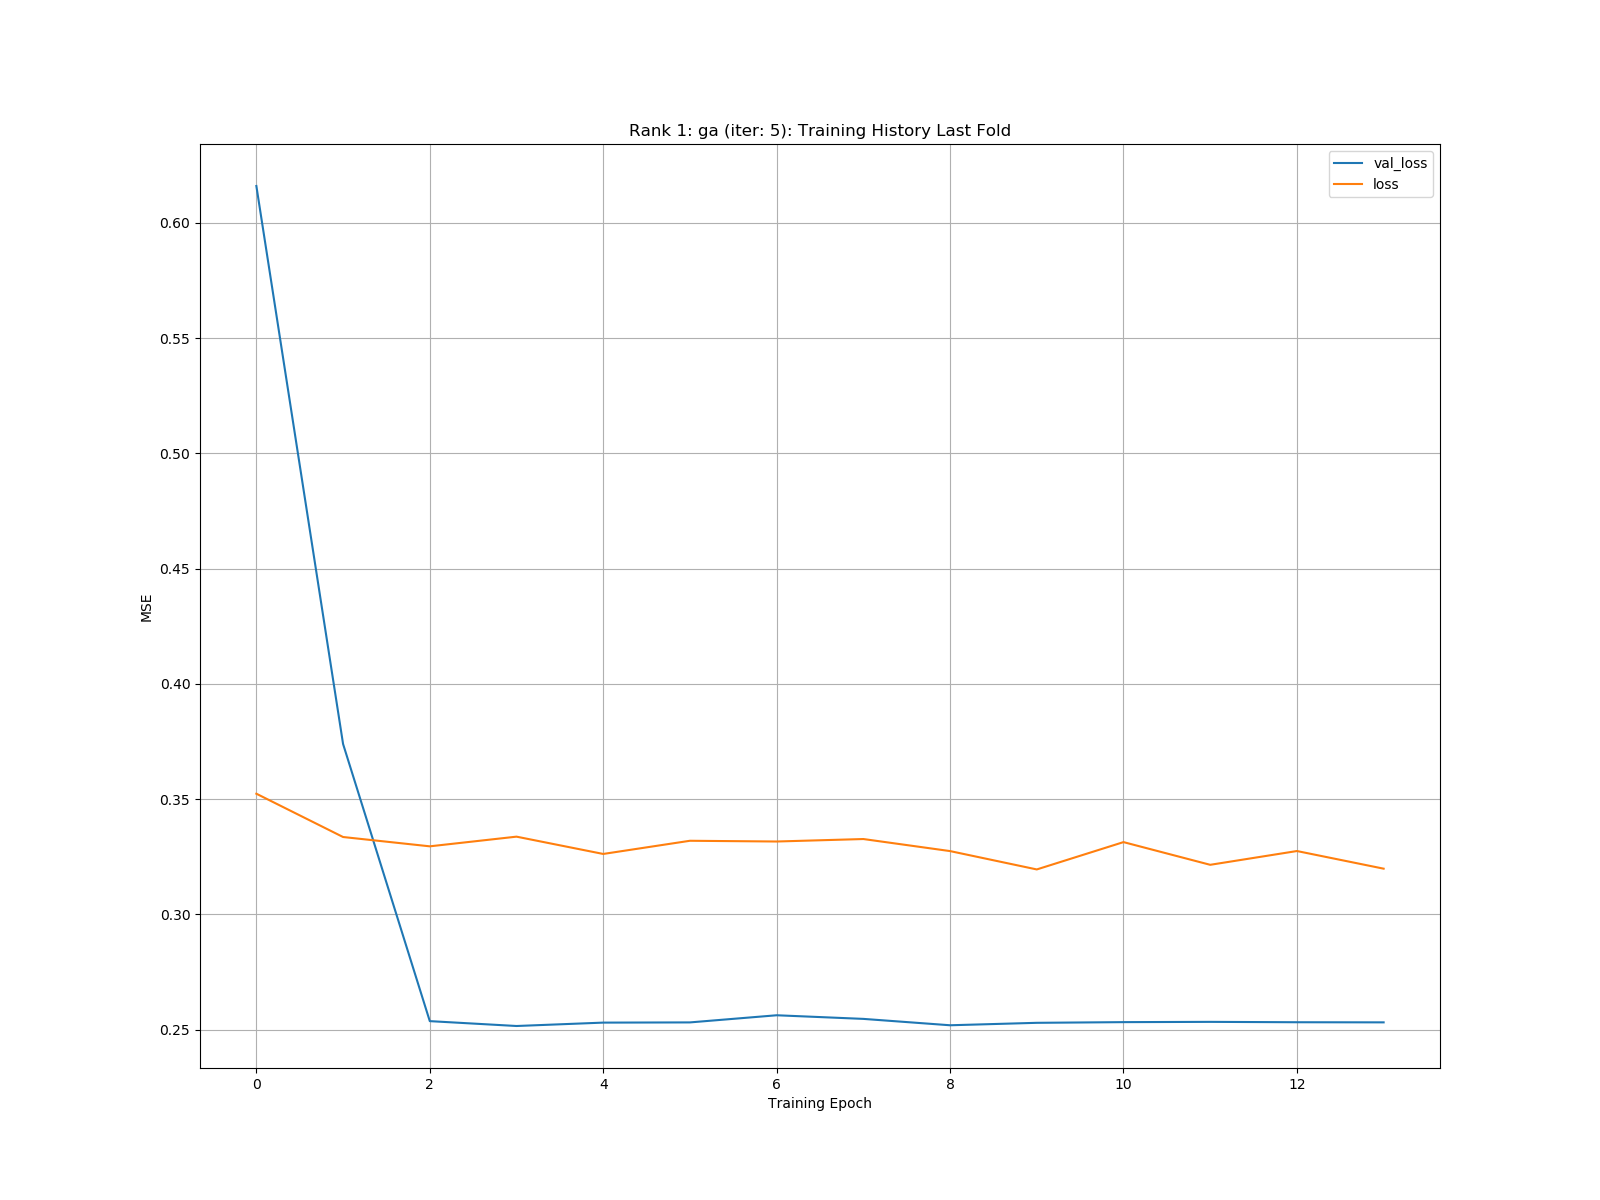 Rank 1: ga (iter: 5): Training History Last Fold
val_loss
loss
0.60
0.55
0.50
0.45
0.40
0.35
0.30
0.25
MSE
0 2 4 6 8 10 12
Training Epoch